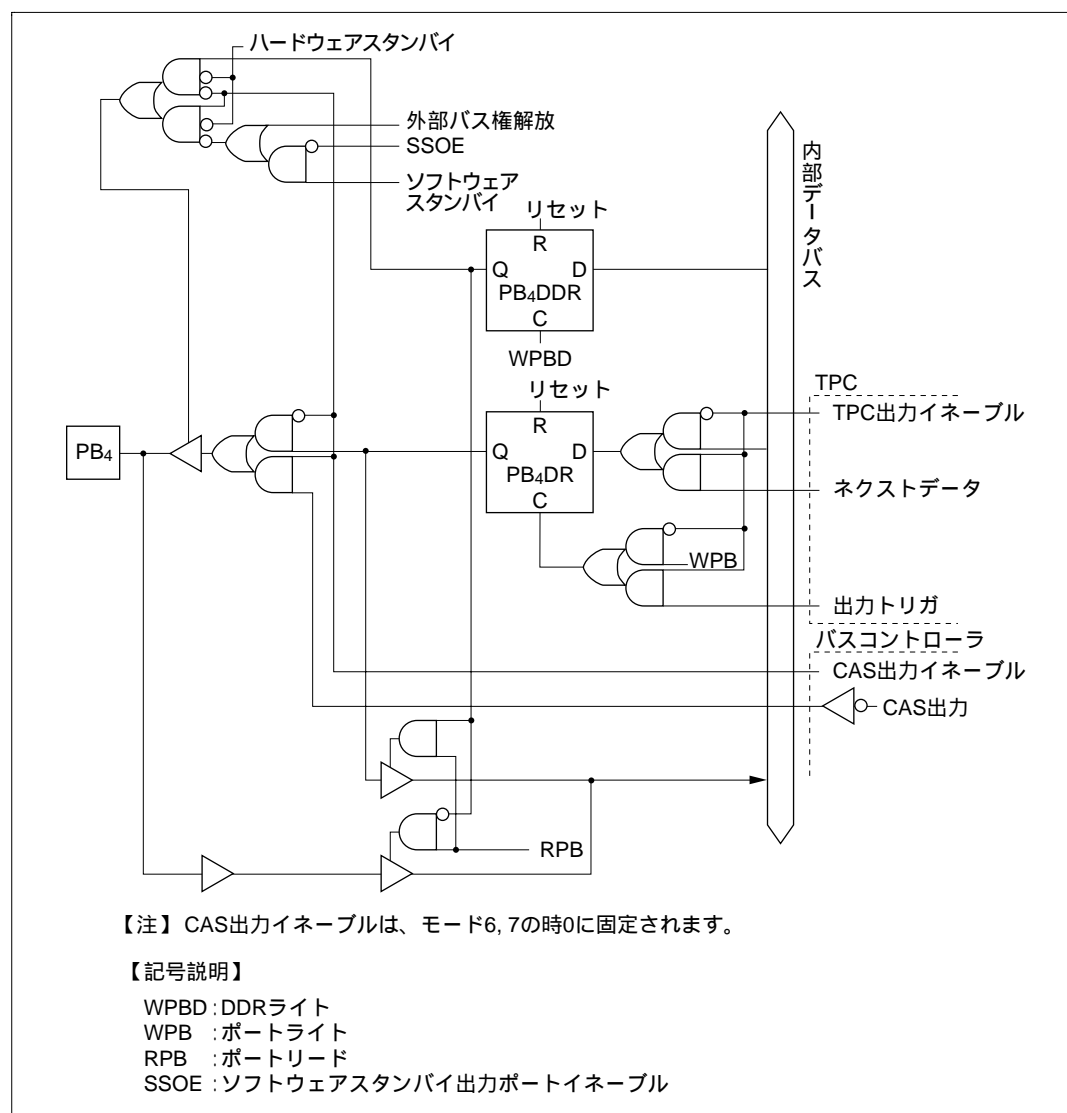 ハードウェアスタンバイ
外部バス権解放
SSOE
ソフトウェア
スタンバイ
内部データバス
リセット
R
Q D
PB4DDR
C
WPBD
リセット
R
Q D
PB4DR
C
TPC
TPC出力イネーブル
ネクストデータ
WPB
出力トリガ
バスコントローラ
CAS出力イネーブル
CAS出力
PB4
RPB
【注】 CAS出力イネーブルは、モード6, 7の時0に固定されます。
【記号説明】
WPBD : DDRライト
WPB : ポートライト
RPB : ポートリード
SSOE : ソフトウェアスタンバイ出力ポートイネーブル